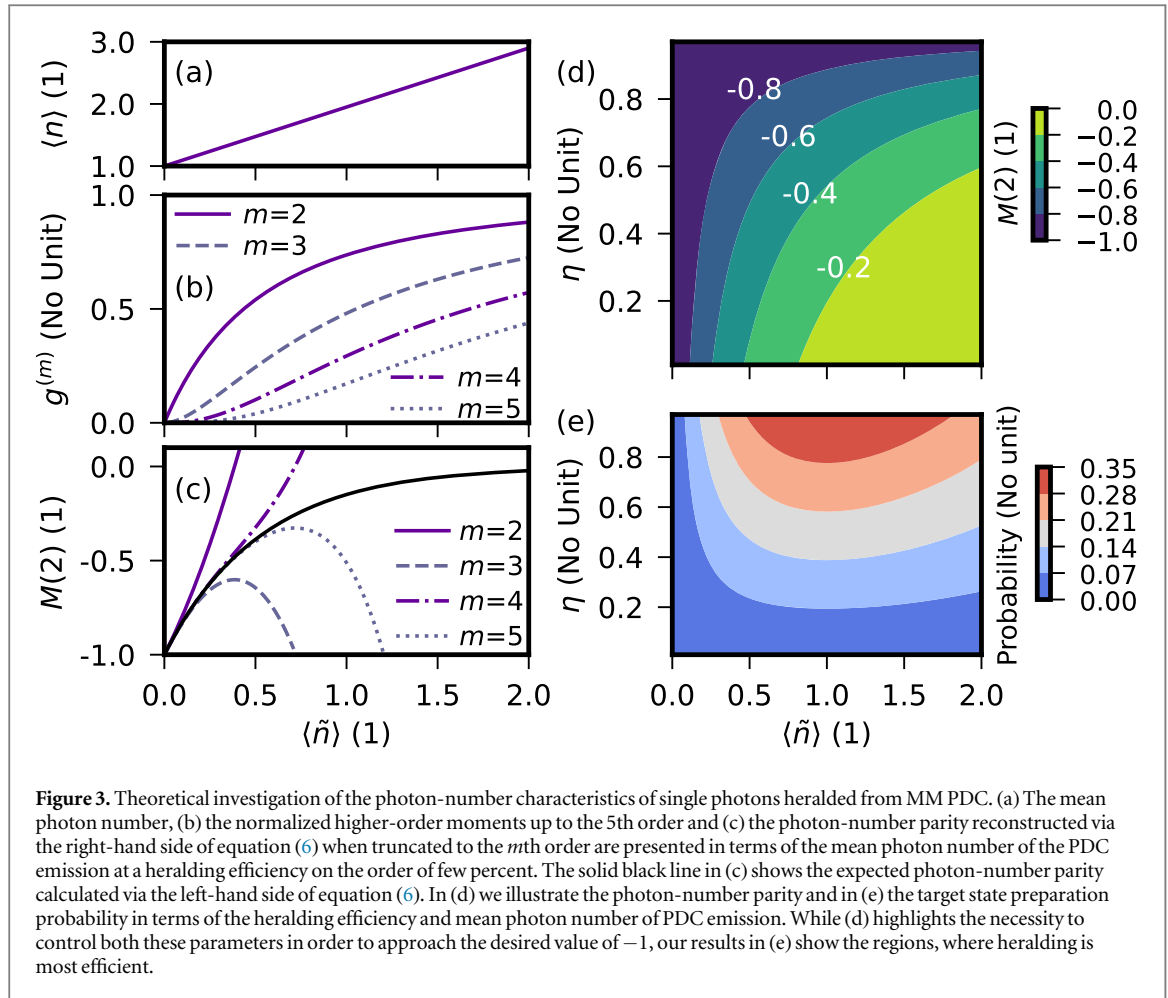 3.0
2.0
1.0
⟨n⟩ (1)
(a)
1.0
0.5
0.0
g^(m) (No Unit)
m=2
m=3
(b)
m=4
m=5
0.0
-0.5
-1.0
M(2) (1)
(c)
m=2
m=3
m=4
m=5
0.0 0.5 1.0 1.5 2.0
⟨ñ⟩ (1)
(d)
0.8
0.6
0.4
0.2
η (No Unit)
-0.8
-0.6
-0.4
-0.2
M(2) (1)
0.0
−0.2
−0.4
−0.6
−0.8
−1.0
(e)
0.8
0.6
0.4
0.2
η (No Unit)
0.0 0.5 1.0 1.5 2.0
⟨ñ⟩ (1)
Probability (No unit)
0.35
0.28
0.21
0.14
0.07
0.00
Figure 3. Theoretical investigation of the photon-number characteristics of single photons heralded from MM PDC. (a) The mean
photon number, (b) the normalized higher-order moments up to the 5th order and (c) the photon-number parity reconstructed via
the right-hand side of equation (6) when truncated to the mth order are presented in terms of the mean photon number of the PDC
emission at a heralding efficiency on the order of few percent. The solid black line in (c) shows the expected photon-number parity
calculated via the left-hand side of equation (6). In (d) we illustrate the photon-number parity and in (e) the target state preparation
probability in terms of the heralding efficiency and mean photon number of PDC emission. While (d) highlights the necessity to
control both these parameters in order to approach the desired value of −1, our results in (e) show the regions, where heralding is
most efficient.